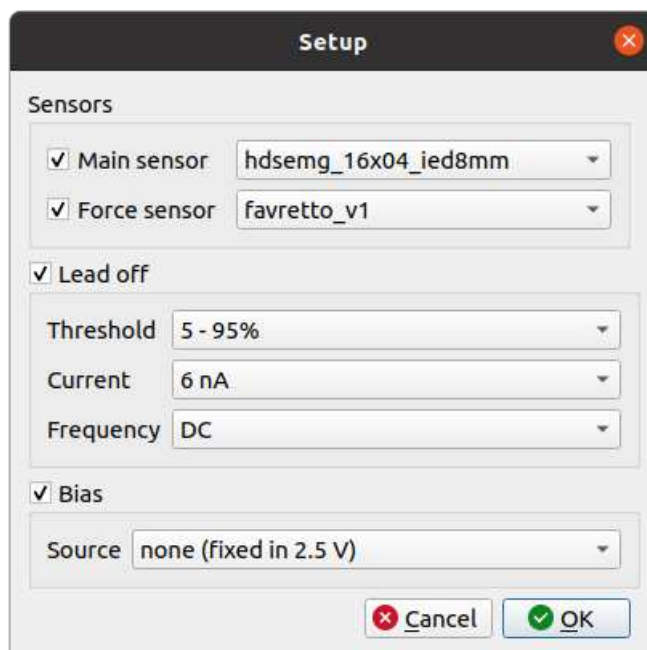 Setup
Sensors
Main sensor hdsemg_16x04_ied8mm
Force sensor favretto_v1
Lead off
Threshold 5 - 95%
Current 6 nA
Frequency DC
Bias
Source none (fixed in 2.5 V)
Cancel OK